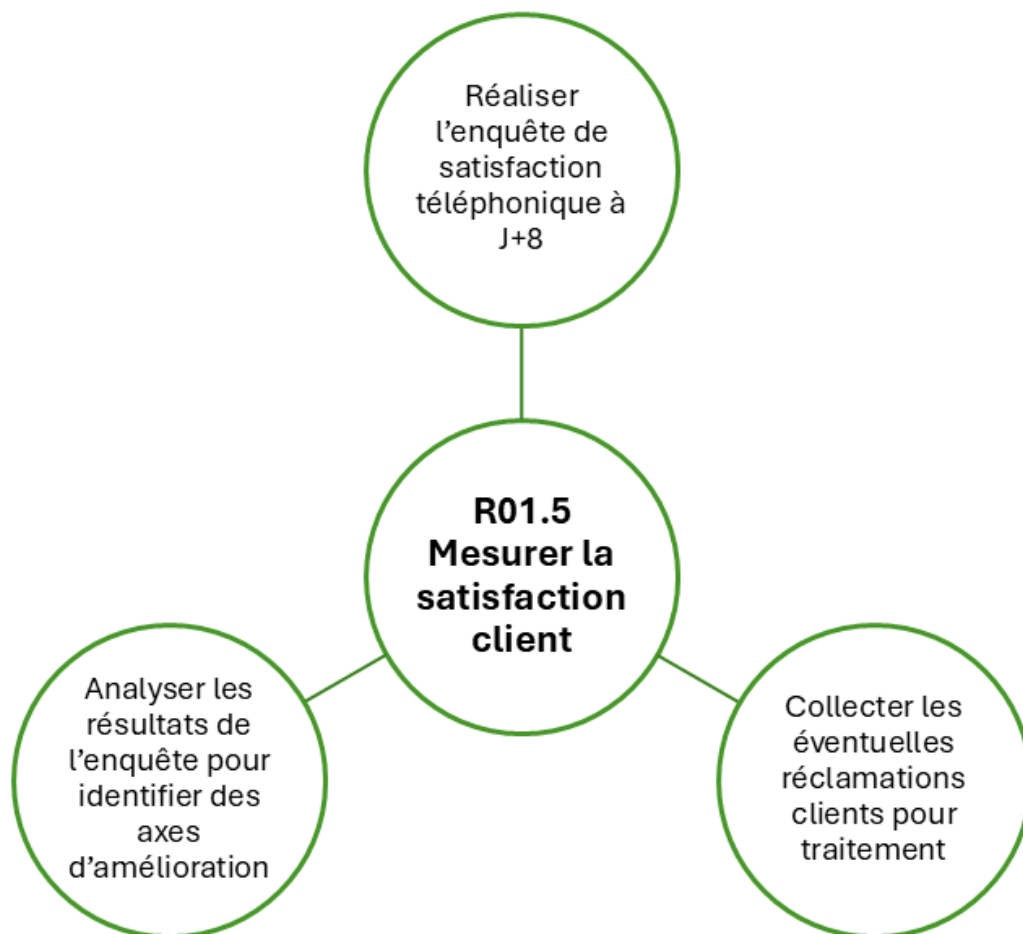 Réaliser
l’enquête de
satisfaction
téléphonique à
J+8
R01.5
Mesurer la
satisfaction
client
Analyser les
résultats de
l’enquête pour
identifier des
axes
d’amélioration
Collecter les
éventuelles
réclamations
clients pour
traitement